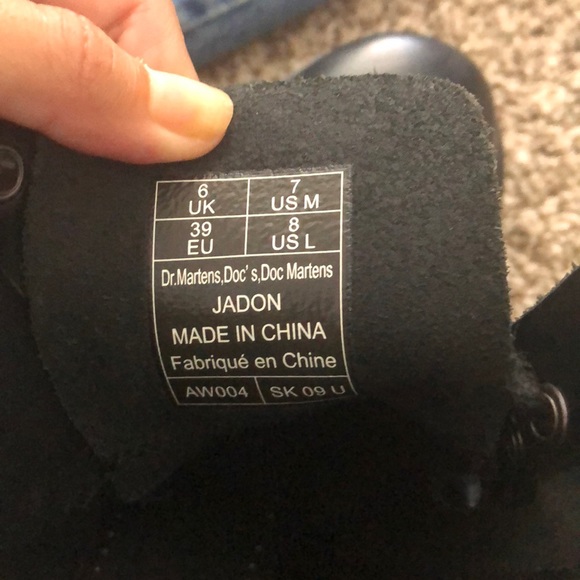 6 UK 7 US M
39 EU 8 US L
Dr.Martens,Doc's,Doc Martens
JADON
MADE IN CHINA
Fabriqué en Chine
AW004 SK 09 U